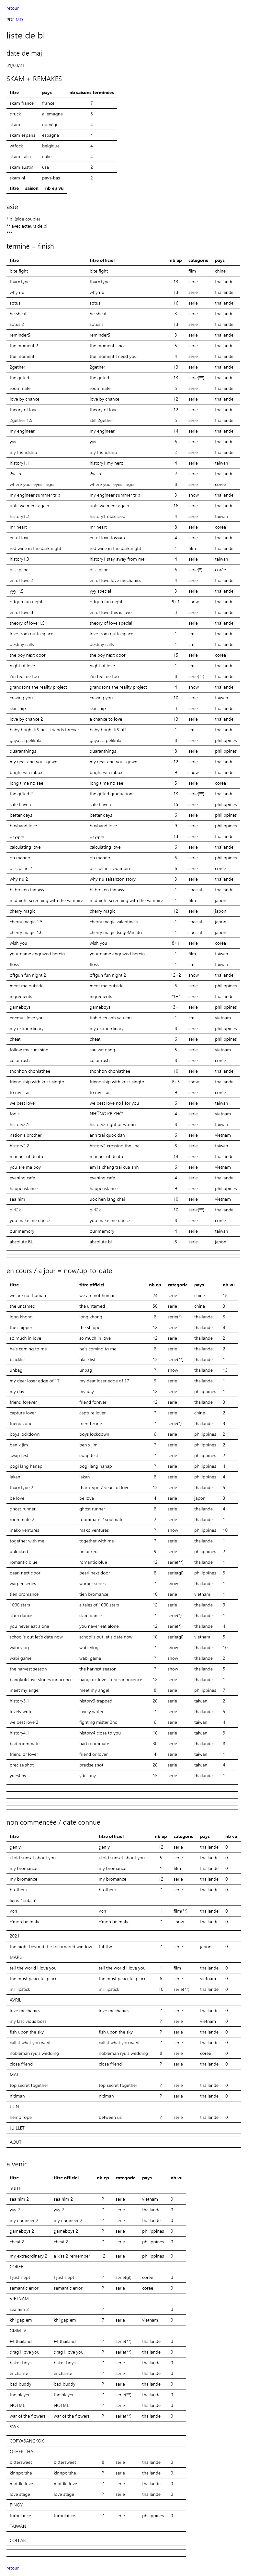 retour
PDF MD
liste de bl
date de maj
31/03/21
SKAM + REMAKES
titre pays nb saisons terminées
skam france france 7
druck allemagne 6
skam norvège 4
skam espana espagne 4
wtfock belgique 4
skam italia italie 4
skam austin usa 2
skam nl pays-bas 2
titre saison nb ep vu
asie
* bl (side couple)
** avec acteurs de bl
***
terminé = finish
titre titre officiel nb ep categorie pays
bite fight bite fight 1 film chine
tharnType tharnType 13 serie thailande
why r u why r u 13 serie thailande
sotus sotus 16 serie thailande
he she it he she it 3 serie thailande
sotus 2 sotus s 13 serie thailande
reminderS reminderS 3 serie thailande
the moment 2 the moment since 5 serie thailande
the moment the moment i need you 4 serie thailande
2gether 2gether 13 serie thailande
the gifted the gifted 13 serie(**) thailande
roommate roommate 5 serie thailande
love by chance love by chance 12 serie thailande
theory of love theory of love 12 serie thailande
2gether 1.5 still 2gether 5 serie thailande
my engineer my engineer 14 serie thailande
yyy yyy 6 serie thailande
my friendship my friendship 2 serie thailande
history1.1 history1 my hero 4 serie taiwan
3wish 3wish 2 serie thailande
where your eyes linger where your eyes linger 8 serie corée
my engineer summer trip my engineer summer trip 3 show thailande
until we meet again until we meet again 16 serie thailande
history1.2 history1 obsessed 4 serie taiwan
mr heart mr heart 8 serie corée
en of love en of love tossara 4 serie thailande
red wine in the dark night red wine in the dark night 1 film thailande
history1.3 history1 stay away from me 4 serie taiwan
discipline discipline 6 serie(*) corée
en of love 2 en of love love mechanics 4 serie thailande
yyy 1.5 yyy special 3 serie thailande
offgun fun night offgun fun night 9+1 show thailande
en of love 3 en of love this is love 3 serie thailande
theory of love 1.5 theory of love special 1 serie thailande
love from outta space love from outta space 1 cm thailande
destiny calls destiny calls 1 cm thailande
the boy next door the boy next door 15 serie corée
night of love night of love 1 cm thailande
i'm tee me too i'm tee me too 8 serie(**) thailande
grandsons the reality project grandsons the reality project 4 show thailande
craving you craving you 10 serie taiwan
skinship skinship 3 serie thailande
love by chance 2 a chance to love 13 serie thailande
baby bright KS best friends forever baby bright KS bff 1 cm thailande
gaya sa pelikula gaya sa pelikula 8 serie philippines
quaranthings quaranthings 8 serie philippines
my gear and your gown my gear and your gown 12 serie thailande
bright win inbox bright win inbox 9 show thailande
long time no see long time no see 5 serie corée
the gifted 2 the gifted graduation 13 serie(**) thailande
safe haven safe haven 15 serie philippines
better days better days 6 serie philippines
boyband love boyband love 9 serie philippines
oxygen oxygen 13 serie thailande
calculating love calculating love 6 serie thailande
oh mando oh mando 6 serie philippines
discipline 2 discipline z : vampire 6 serie corée
why r u 2 why r u saifahzon story 3 serie thailande
bl broken fantasy bl broken fantasy 1 special thailande
midnight screening with the vampire midnight screening with the vampire 1 film japon
cherry magic cherry magic 12 serie japon
cherry magic 1.5 cherry magic valentine's 1 special japon
cherry magic 1.6 cherry magic tsuge&finato 1 special japon
wish you wish you 8+1 serie corée
your name engraved herein your name engraved herein 1 film taiwan
floss floss 1 cm taiwan
offgun fun night 2 offgun fun night 2 12+2 show thailande
meet me outside meet me outside 6 serie philippines
ingredients ingredients 21+1 serie thailande
gameboys gameboys 13+1 serie philippines
enemy i love you tinh dich anh yeu em 1 cm vietnam
my extraordinary my extraordinary 8 serie philippines
cheat cheat 6 serie philippines
follow my sunshine sau vat nang 5 serie vietnam
color rush color rush 8 serie corée
thonhon chonlathee thonhon chonlathee 10 serie thailande
friend.ship with krist-singto friend.ship with krist-singto 6+3 show thailande
to my star to my star 9 serie corée
we best love we best love no1 for you 6 serie taiwan
fools NHỮNG KẺ KHỜ 4 serie vietnam
history2.1 history2 right or wrong 8 serie taiwan
nation's brother anh trai quoc dan 6 serie vietnam
history2.2 history2 crossing the line 8 serie taiwan
manner of death manner of death 14 serie thailande
you are ma boy em la chang trai cua anh 6 serie vietnam
evening cafe evening cafe 4 serie thailande
happenstance happenstance 9 serie philippines
sea him uoc hen lang chai 10 serie vietnam
girl2k girl2k 10 serie(**) thailande
you make me dance you make me dance 8 serie corée
our memory our memory 4 serie taiwan
absolute BL absolute bl 8 serie japon
en cours / a jour = now/up-to-date
titre titre officiel nb ep categorie pays nb vu
we are not human we are not human 24 serie chine 18
the untamed the untamed 50 serie chine 3
long khong long khong 8 serie(*) thailande 3
the shipper the shipper 12 serie thailande 4
so much in love so much in love 12 serie thailande 2
he's coming to me he's coming to me 8 serie thailande 2
blacklist blacklist 13 serie(**) thailande 1
unbag unbag ? show thailande 13
my dear loser edge of 17 my dear loser edge of 17 9 serie thailande 1
my day my day 12 serie philippines 1
friend forever friend forever 12 serie thailande 3
capture lover capture lover ? serie chine 2
friend zone friend zone ? serie(*) thailande 3
boys lockdown boys lockdown 6 serie philippines 2
ben x jim ben x jim 7 serie philippines 2
swap test swap test ? serie philippines 2
pogi lang hanap pogi lang hanap ? serie philippines 4
lakan lakan 8 serie philippines 4
tharnType 2 tharnType 7 years of love 13 serie thailande 5
be love be love 4 serie japon 3
ghost runner ghost runner 8 serie thailande 4
roommate 2 roommate 2 soulmate 2 serie thailande 1
mako ventures mako ventures ? show philippines 10
together with me together with me ? serie thailande 1
unlocked unlocked 9 serie philippines 2
romantic blue romantic blue 12 serie(**) thailande 1
pearl next door pearl next door 8 serie(gl) philippines 3
warper series warper series ? show thailande 1
tien bromance tien bromance 10 serie vietnam 1
1000 stars a tales of 1000 stars 12 serie thailande 9
slam dance slam dance ? serie(*) thailande 1
you never eat alone you never eat alone 12 serie(*) thailande 4
school's out let's date now school's out let's date now 10 serie(gl) vietnam 5
wabi vlog wabi vlog ? show thailande 10
wabi game wabi game ? show thailande 2
the harvest season the harvest season ? show thailande 5
bangkok love stories innocence bangkok love stories innocence 12 serie thailande 5
meet my angel meet my angel 8 serie philippines 7
history3.1 history3 trapped 20 serie taiwan 2
lovely writer lovely writer ? serie thailande 5
we best love 2 fighting mister 2nd 6 serie taiwan 4
history4.1 history4 close to you 10 serie taiwan 3
bad roommate bad roommate 30 serie thailande 8
friend or lover friend or lover 4 serie taiwan 1
precise shot precise shot 20 serie taiwan 4
ydestiny ydestiny 15 serie thailande 1
non commencée / date connue
titre titre officiel nb ep categorie pays nb vu
gen y gen y 12 serie thailande 0
i told sunset about you i told sunset about you 5 serie thailande 0
my bromance my bromance 1 film thailande 0
my bromance my bromance 12 serie thailande 0
brothers brothers ? serie thailande 0
liens ? subs ?
von von 1 film(**) thailande 0
c'mon be mafia c'mon be mafia ? show thailande 0
2021
the night beyond the tricornered window tnbttw ? serie japon 0
MARS
tell the world i love you tell the world i love you 1 film thailande 0
the most peaceful place the most peaceful place 6 serie vietnam 0
mr lipstick mr lipstick 10 serie(**) thailande 0
AVRIL
love mechanics love mechanics ? serie thailande 0
my lascivious boss ? serie vietnam 0
fish upon the sky fish upon the sky ? serie thailande 0
call it what you want call it what you want ? serie thailande 0
nobleman ryu's wedding nobleman ryu's wedding 8 serie corée 0
close friend close friend ? serie thailande 0
MAI
top secret together top secret together ? serie thailande 0
nitiman nitiman ? serie thailande 0
JUIN
hemp rope between us ? serie thailande 0
JUILLET
AOUT
a venir
titre titre officiel nb ep categorie pays nb vu
SUITE
sea him 2 sea him 2 ? serie vietnam 0
yyy 2 yyy 2 ? serie thailande 0
my engineer 2 my engineer 2 ? serie thailande 0
gameboys 2 gameboys 2 ? serie philippines 0
cheat 2 cheat 2 ? serie philippines 0
my extraordinary 2 a kiss 2 remember 12 serie philippines 0
COREE
I just slept I just slept ? serie(gl) corée 0
semantic error semantic error ? serie corée 0
VIETNAM
sea him 2 ? 0
khi gap em khi gap em ? serie vietnam 0
GMMTV
F4 thailand F4 thailand ? serie(**) thailande 0
drag i love you drag i love you ? serie(**) thailande 0
baker boys baker boys ? serie thailande 0
enchante enchante ? serie thailande 0
bad buddy bad buddy ? serie thailande 0
the player the player ? serie(**) thailande 0
NOTME NOTME ? serie thailande 0
war of the flowers war of the flowers ? serie(**) thailande 0
SWS
COPYABANGKOK
OTHER THAI
bittersweet bittersweet 8 serie thailande 0
kinnporshe kinnporshe ? serie thailande 0
middle love middle love ? serie thailande 0
love stage love stage ? serie thailande 0
PINOY
turbulence turbulence ? serie philippines 0
TAIWAN
COLLAB
retour